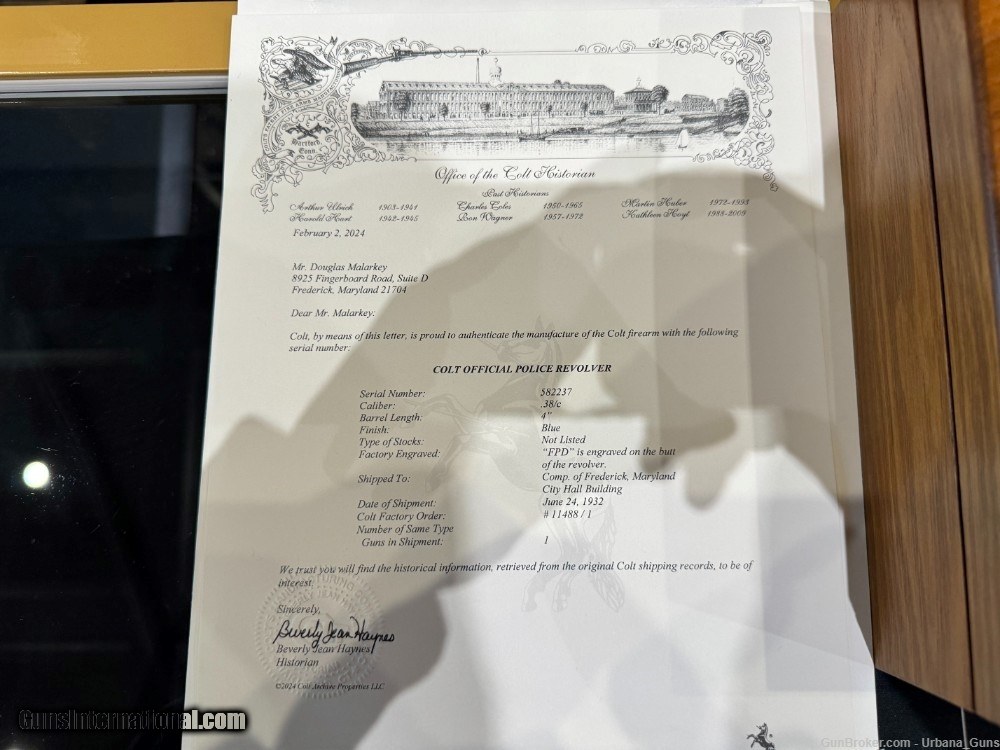 Hartford,
Conn.
Office of the Colt Historian
Past Historians
Arthur Ulrich 1903-1941 Charles Coles 1950-1965 Martin Huber 1973-1993
Harold Hart 1942-1945 Ron Wagner 1957-1972 Kathleen Hoyt 1988-2009
February 2, 2024
Mr. Douglas Malarkey
8925 Fingerboard Road, Suite D
Frederick, Maryland 21704
Dear Mr. Malarkey:
Colt, by means of this letter, is proud to authenticate the manufacture of the Colt firearm with the following
serial number:
COLT OFFICIAL POLICE REVOLVER
Serial Number: 582237
Caliber: .38/c
Barrel Length: 4"
Finish: Blue
Type of Stocks: Not Listed
Factory Engraved: "FPD" is engraved on the butt
of the revolver.
Shipped To: Comp. of Frederick, Maryland
City Hall Building
Date of Shipment: June 24, 1932
Colt Factory Order: # 11488 / 1
Number of Same Type
Guns in Shipment: 1
We trust you will find the historical information, retrieved from the original Colt shipping records, to be of
interest.
Sincerely,
Beverly Jean Haynes
Beverly Jean Haynes
Historian
©2024 Colt Archive Properties LLC
GunsInternational.com
GunBroker.com - Urbana_Guns